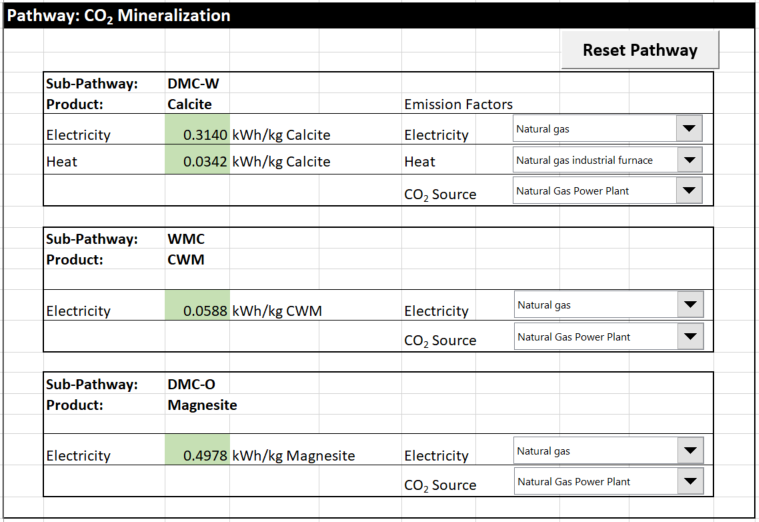 Pathway: CO₂ Mineralization
Reset Pathway
Sub-Pathway: DMC-W
Product: Calcite Emission Factors
Electricity 0.3140 kWh/kg Calcite Electricity Natural gas
Heat 0.0342 kWh/kg Calcite Heat Natural gas industrial furnace
CO₂ Source Natural Gas Power Plant
Sub-Pathway: WMC
Product: CWM
Electricity 0.0588 kWh/kg CWM Electricity Natural gas
CO₂ Source Natural Gas Power Plant
Sub-Pathway: DMC-O
Product: Magnesite
Electricity 0.4978 kWh/kg Magnesite Electricity Natural gas
CO₂ Source Natural Gas Power Plant